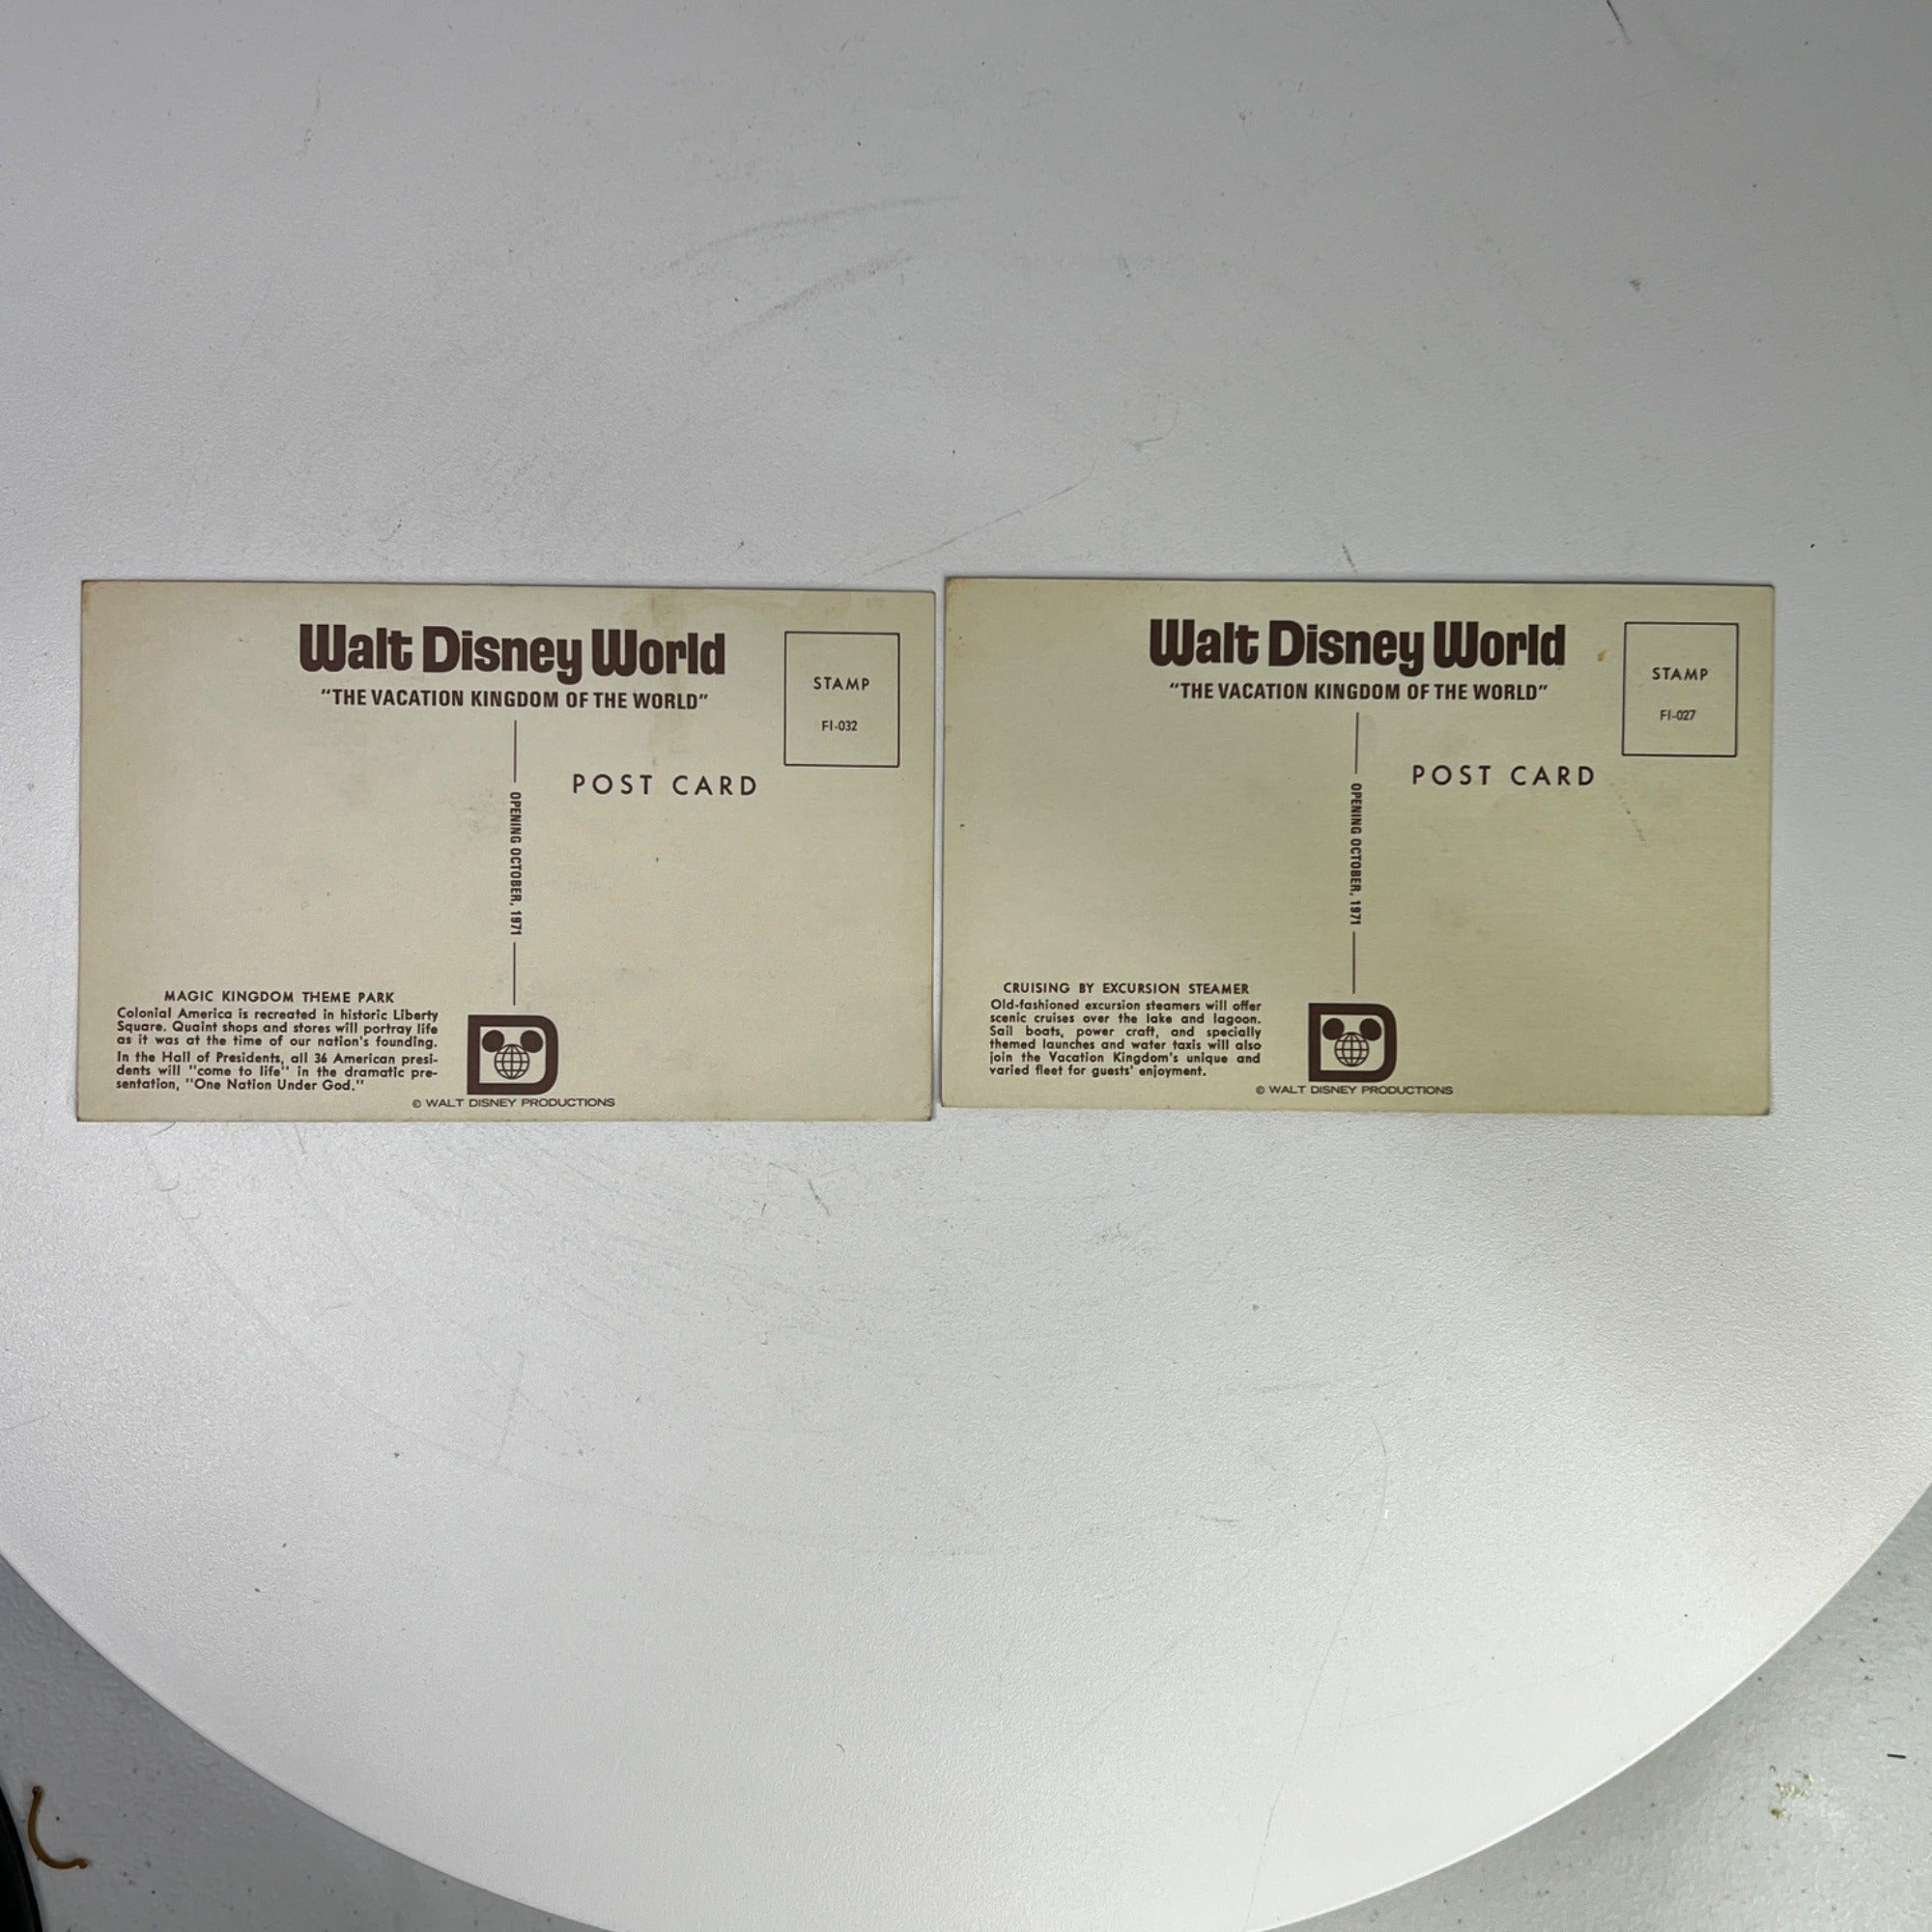 Walt Disney World
"THE VACATION KINGDOM OF THE WORLD"
STAMP
FI-032
POST CARD
OPENING OCTOBER, 1971
MAGIC KINGDOM THEME PARK
Colonial America is recreated in historic Liberty
Square. Quaint shops and stores will portray life
as it was at the time of our nation's founding.
In the Hall of Presidents, all 36 American presi-
dents will "come to life" in the dramatic pre-
sentation, "One Nation Under God."
© WALT DISNEY PRODUCTIONS
Walt Disney World
"THE VACATION KINGDOM OF THE WORLD"
STAMP
FI-027
POST CARD
OPENING OCTOBER, 1971
CRUISING BY EXCURSION STEAMER
Old-fashioned excursion steamers will offer
scenic cruises over the lake and lagoon.
Sail boats, power craft, and specially
themed launches and water taxis will also
join the Vacation Kingdom's unique and
varied fleet for guests' enjoyment.
© WALT DISNEY PRODUCTIONS